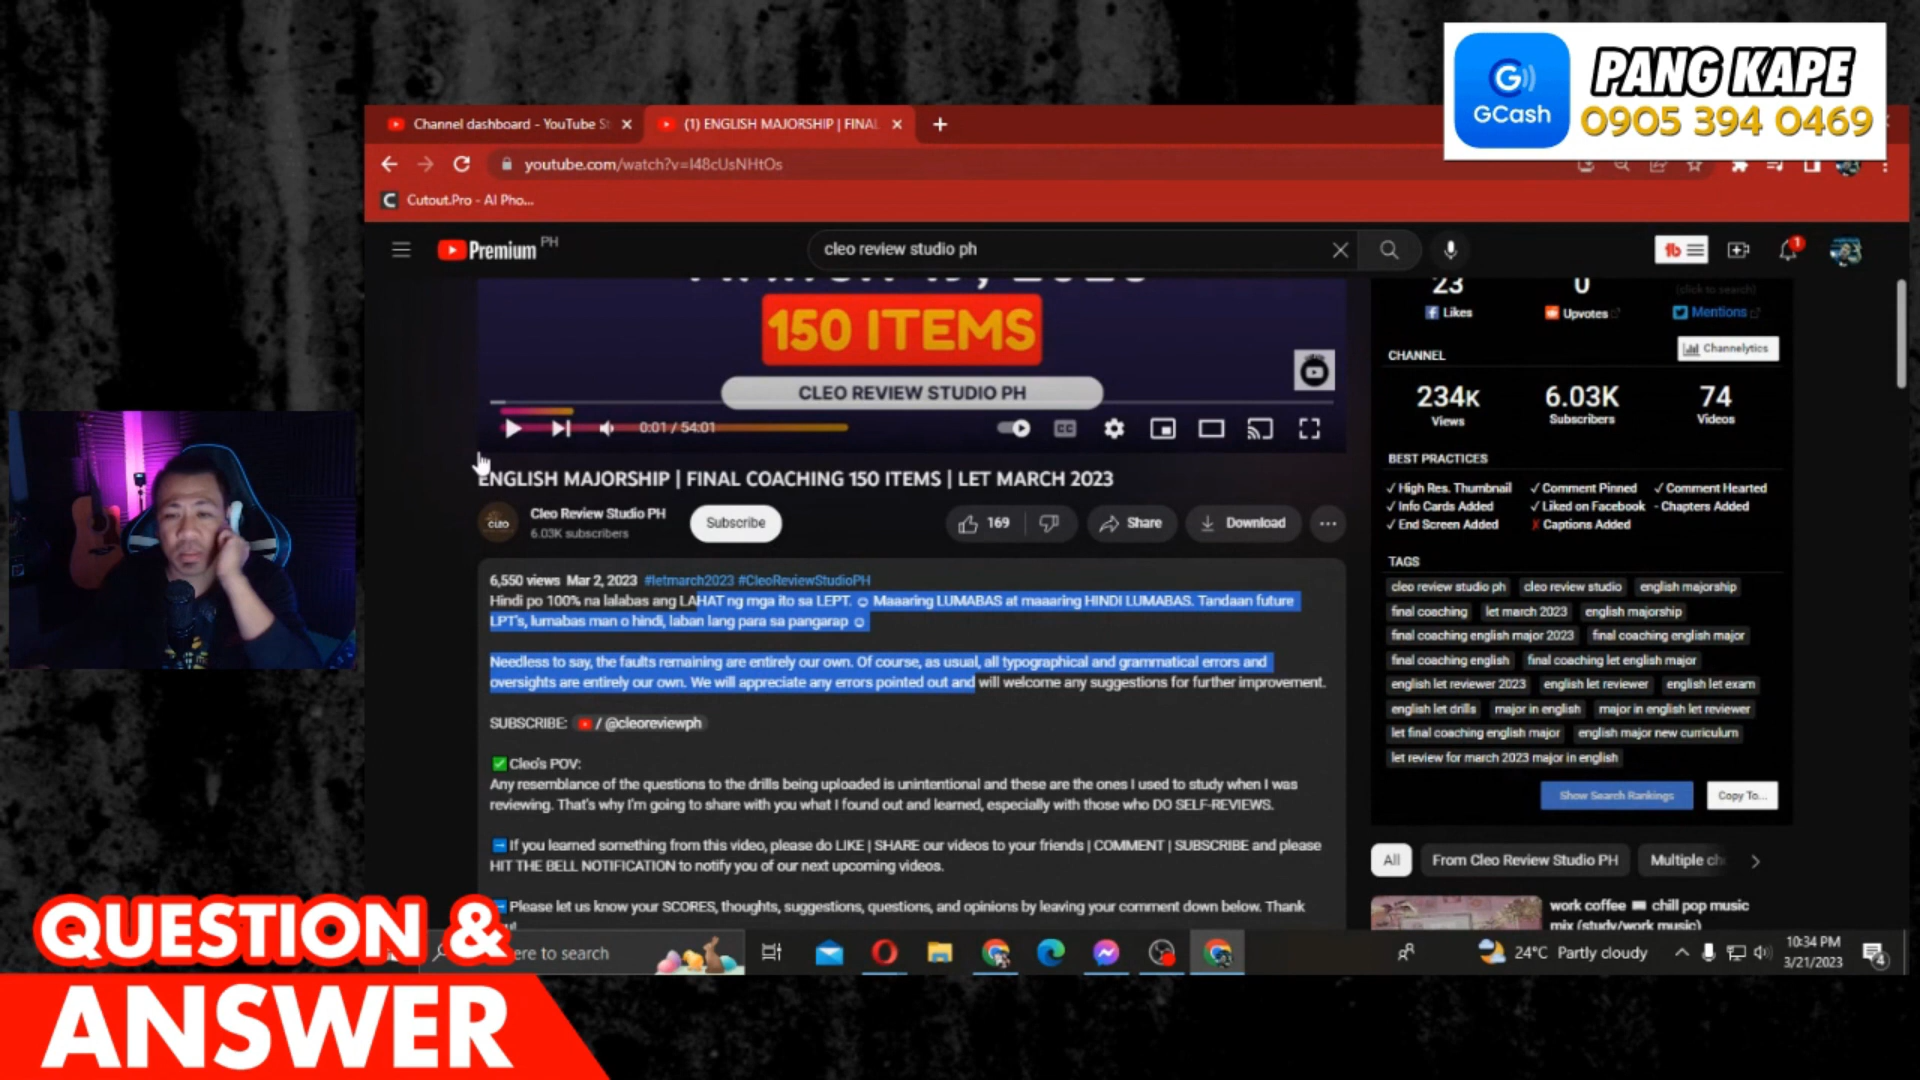 GCash
PANG KAPE
0905 394 0469
Channel dashboard - YouTube St
(1) ENGLISH MAJORSHIP | FINAL
youtube.com/watch?v=l48cUsNHtOs
Cutout.Pro - AI Pho...
Premium PH
cleo review studio ph
150 ITEMS
CLEO REVIEW STUDIO PH
0:01 / 54:01
ENGLISH MAJORSHIP | FINAL COACHING 150 ITEMS | LET MARCH 2023
CLEO
Cleo Review Studio PH
6.03K subscribers
Subscribe
169
Share
Download
6,550 views Mar 2, 2023 #letmarch2023 #CleoReviewStudioPH
Hindi po 100% na lalabas ang LAHAT ng mga ito sa LEPT. ☺ Maaaring LUMABAS at maaaring HINDI LUMABAS. Tandaan future
LPT's, lumabas man o hindi, laban lang para sa pangarap ☺
Needless to say, the faults remaining are entirely our own. Of course, as usual, all typographical and grammatical errors and
oversights are entirely our own. We will appreciate any errors pointed out and will welcome any suggestions for further improvement.
SUBSCRIBE: / @cleoreviewph
✅ Cleo's POV:
Any resemblance of the questions to the drills being uploaded is unintentional and these are the ones I used to study when I was
reviewing. That's why I'm going to share with you what I found out and learned, especially with those who DO SELF-REVIEWS.
➡ If you learned something from this video, please do LIKE | SHARE our videos to your friends | COMMENT | SUBSCRIBE and please
HIT THE BELL NOTIFICATION to notify you of our next upcoming videos.
Please let us know your SCORES, thoughts, suggestions, questions, and opinions by leaving your comment down below. Thank
23 0 (click to search)
Likes Upvotes Mentions
CHANNEL
Channelytics
234K 6.03K 74
Views Subscribers Videos
BEST PRACTICES
✓ High Res. Thumbnail ✓ Comment Pinned ✓ Comment Hearted
✓ Info Cards Added ✓ Liked on Facebook - Chapters Added
✓ End Screen Added ✗ Captions Added
TAGS
cleo review studio ph cleo review studio english majorship
final coaching let march 2023 english majorship
final coaching english major 2023 final coaching english major
final coaching english final coaching let english major
english let reviewer 2023 english let reviewer english let exam
english let drills major in english major in english let reviewer
let final coaching english major english major new curriculum
let review for march 2023 major in english
Show Search Rankings Copy To...
All From Cleo Review Studio PH Multiple ch
work coffee chill pop music
mix (study/work music)
ere to search
24°C Partly cloudy
10:34 PM
3/21/2023
4
QUESTION &
ANSWER